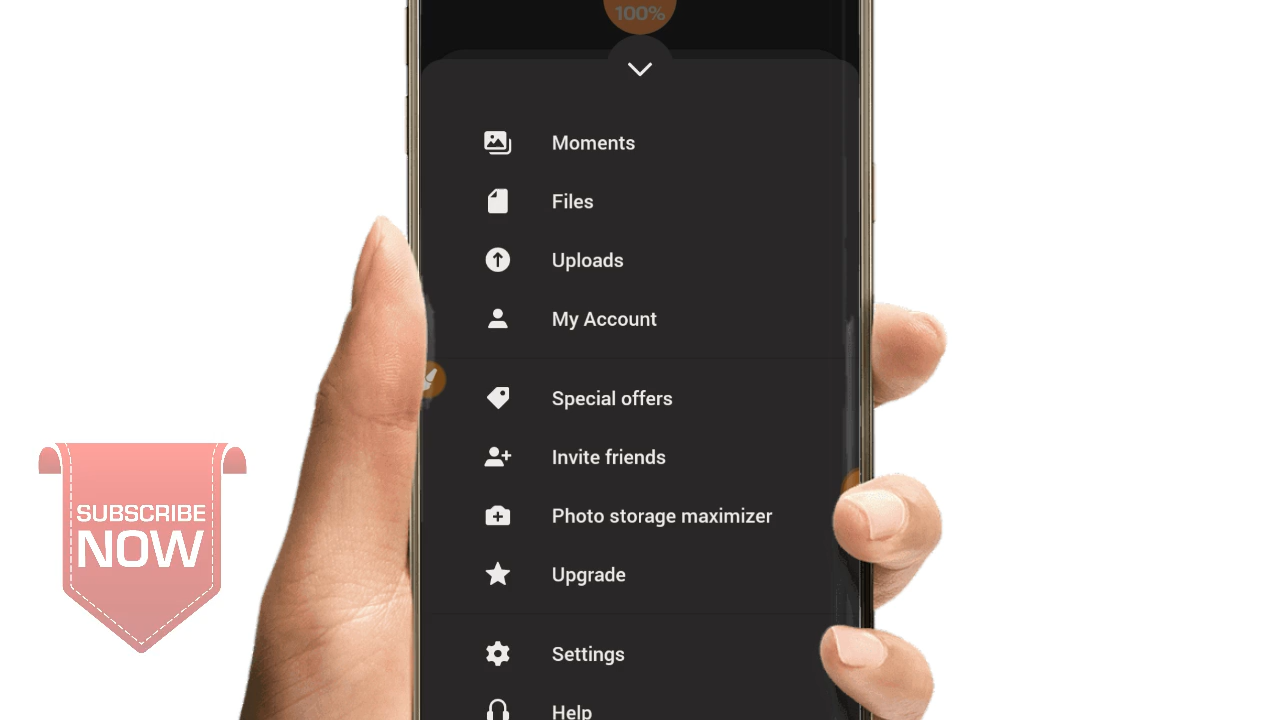 100%
Moments
Files
Uploads
My Account
Special offers
Invite friends
Photo storage maximizer
Upgrade
Settings
Help
SUBSCRIBE
NOW